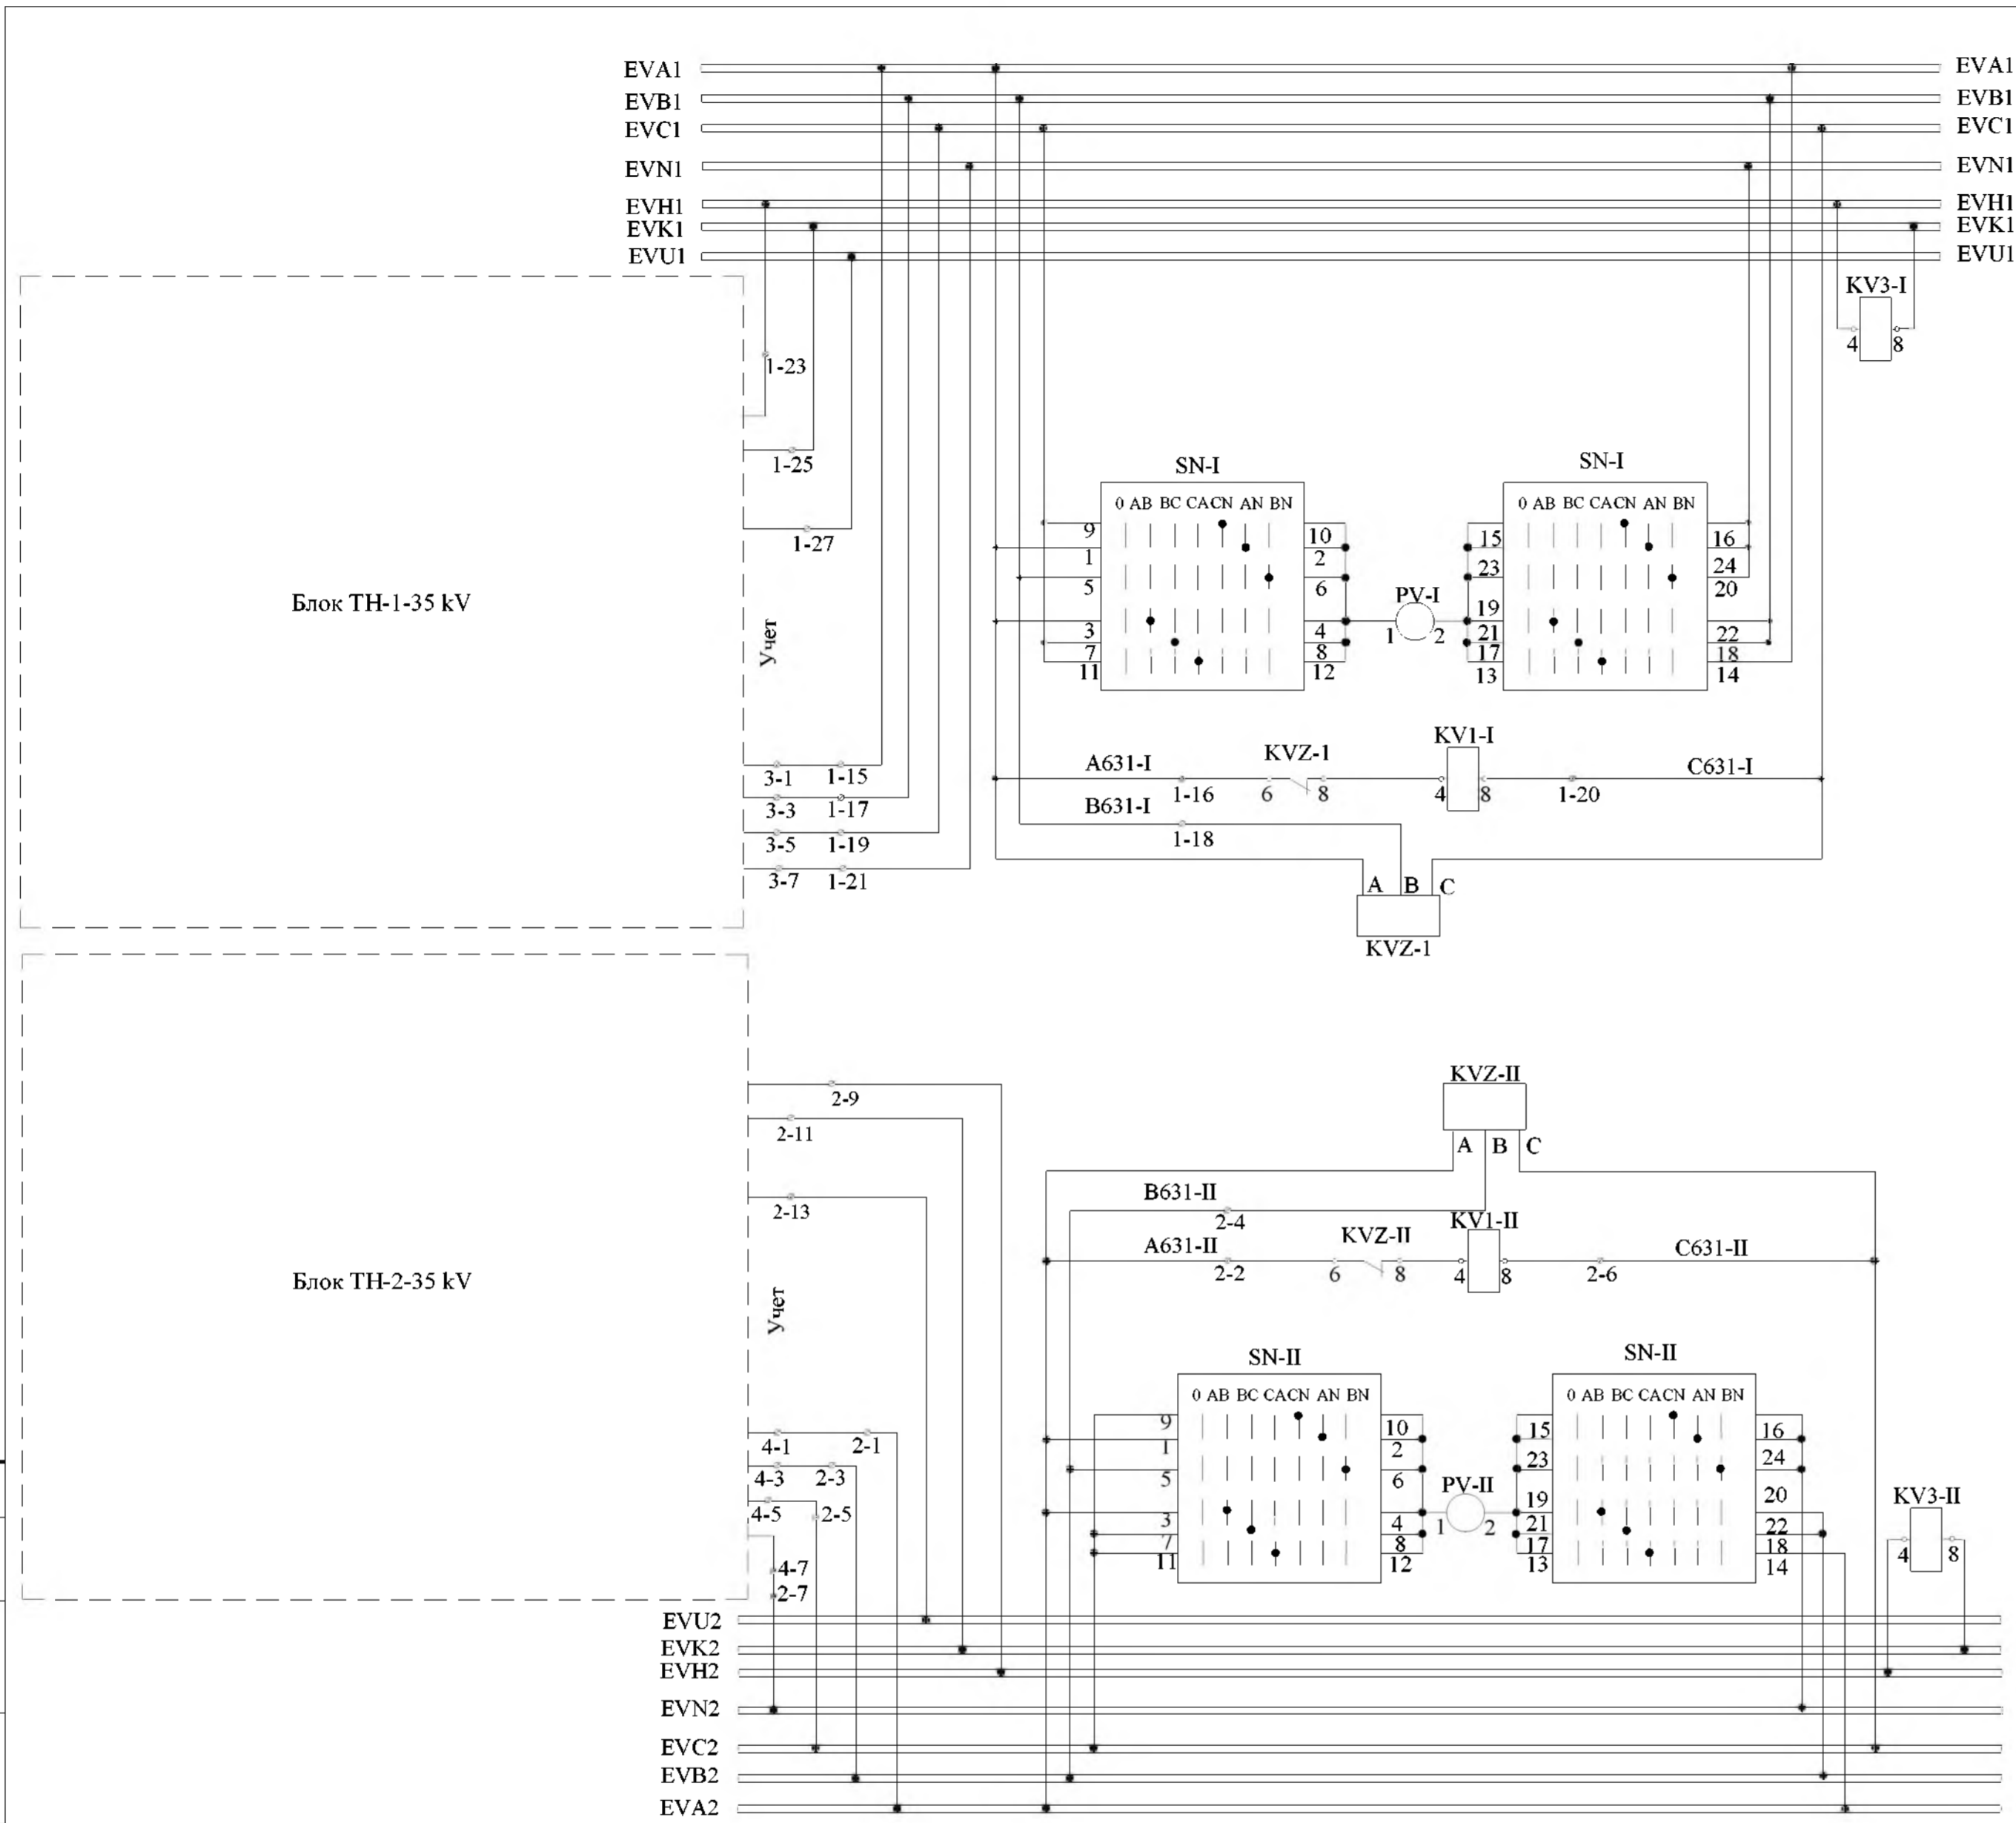 EVA1 EVA1
EVB1 EVB1
EVC1 EVC1
EVN1 EVN1
EVH1 EVH1
EVK1 EVK1
EVU1 EVU1
KV3-I
4 8
1-23
1-25
1-27
Блок ТН-1-35 kV
Учет
SN-I SN-I
0 AB BC CA CN AN BN 0 AB BC CA CN AN BN
9 10 15 16
1 2 23 24
5 6 20
PV-I
3 4 1 2 19 22
7 8 21 18
11 12 17 14
13
3-1 1-15
3-3 1-17
3-5 1-19
3-7 1-21
A631-I KVZ-1 KV1-I C631-I
1-16 6 8 4 8 1-20
B631-I
1-18
A B C
KVZ-1
Блок ТН-2-35 kV
Учет
2-9
2-11
2-13
KVZ-II
A B C
B631-II
2-4
A631-II KVZ-II KV1-II C631-II
2-2 6 8 4 8 2-6
SN-II SN-II
0 AB BC CA CN AN BN 0 AB BC CA CN AN BN
9 10 15 16
1 2 23 24
5 6 20
PV-II
3 4 1 2 19 22
7 8 21 18
11 12 17 14
13
KV3-II
4 8
4-1 2-1
4-3 2-3
4-5 2-5
4-7
2-7
EVU2
EVK2
EVH2
EVN2
EVC2
EVB2
EVA2